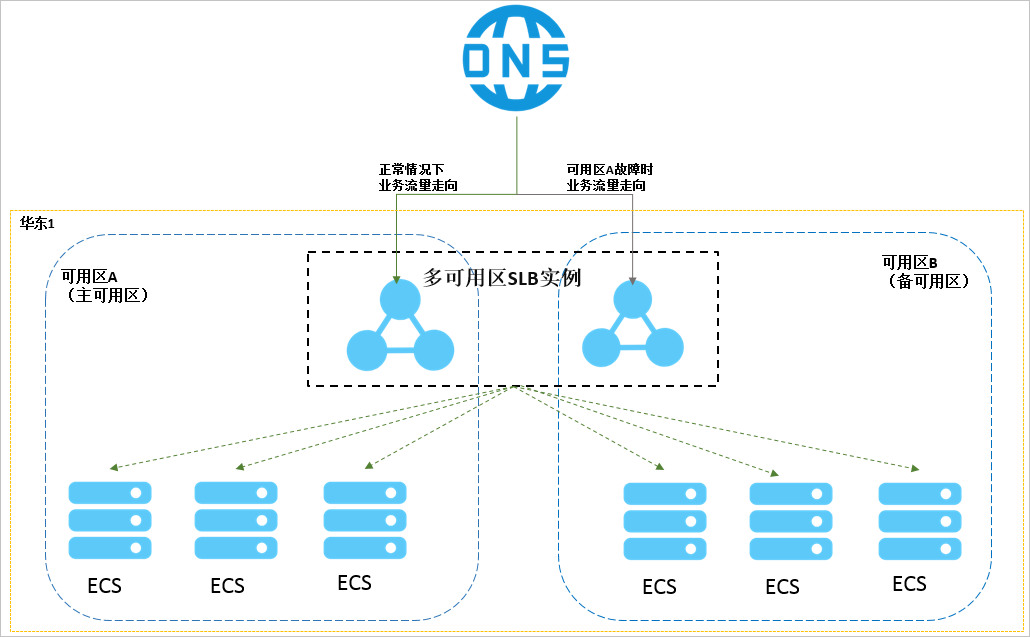 DNS
正常情况下
业务流量走向
可用区A故障时
业务流量走向
华东1
可用区A
（主可用区）
多可用区SLB实例
可用区B
（备可用区）
ECS
ECS
ECS
ECS
ECS
ECS